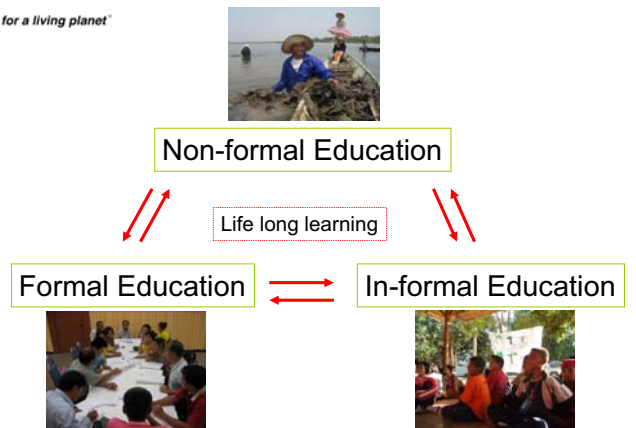 for a living planet®
Non-formal Education
Life long learning
Formal Education
In-formal Education